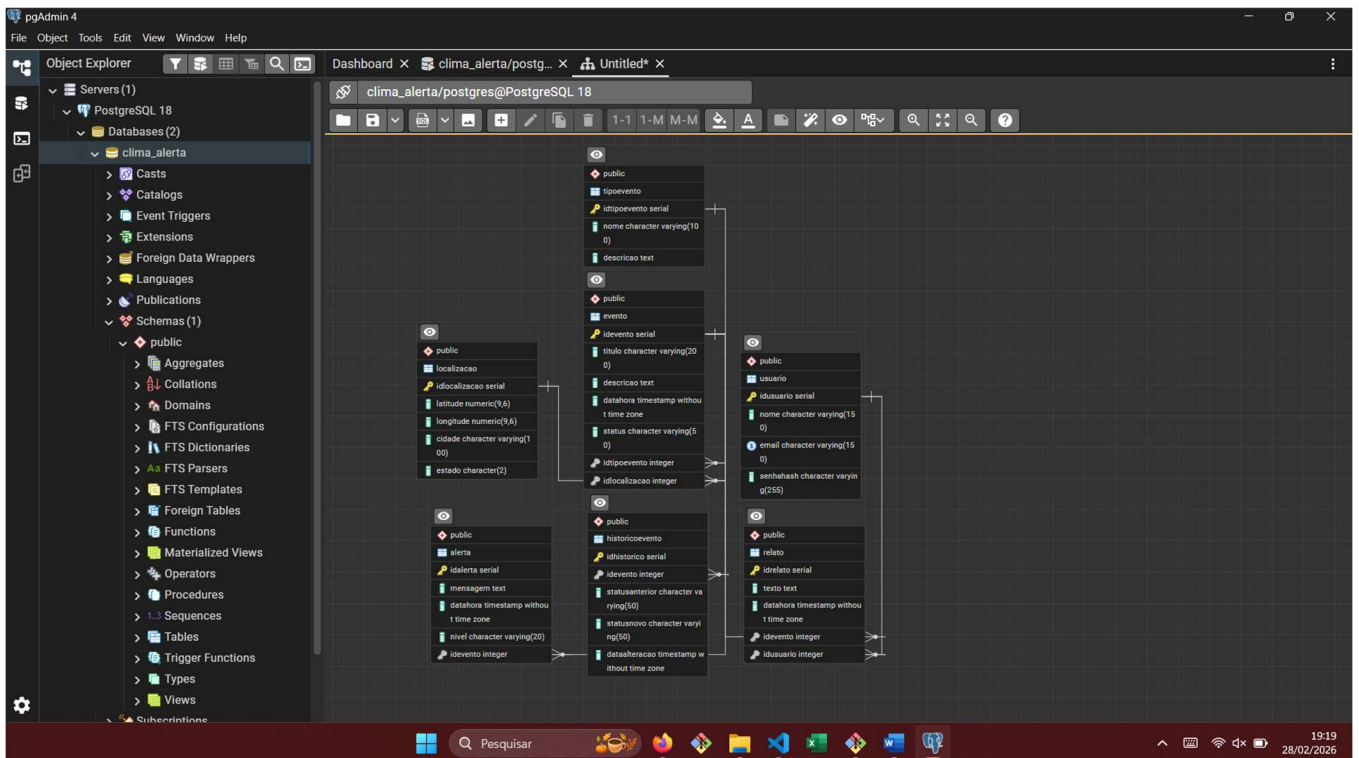 pgAdmin 4
File Object Tools Edit View Window Help
Object Explorer
Dashboard
clima_alerta/postg...
Untitled*
clima_alerta/postgres@PostgreSQL 18
1-1 1-M M-M
Servers (1)
PostgreSQL 18
Databases (2)
clima_alerta
Casts
Catalogs
Event Triggers
Extensions
Foreign Data Wrappers
Languages
Publications
Schemas (1)
public
Aggregates
Collations
Domains
FTS Configurations
FTS Dictionaries
FTS Parsers
FTS Templates
Foreign Tables
Functions
Materialized Views
Operators
Procedures
Sequences
Tables
Trigger Functions
Types
Views
Subscriptions
public
tipoevento
idtipoevento serial
nome character varying(10
0)
descricao text
public
evento
idevento serial
titulo character varying(20
0)
descricao text
datahora timestamp withou
t time zone
status character varying(5
0)
idtipoevento integer
idlocalizacao integer
public
localizacao
idlocalizacao serial
latitude numeric(9,6)
longitude numeric(9,6)
cidade character varying(1
00)
estado character(2)
public
usuario
idusuario serial
nome character varying(15
0)
email character varying(15
0)
senhahash character varyin
g(255)
public
alerta
idalerta serial
mensagem text
datahora timestamp withou
t time zone
nivel character varying(20)
idevento integer
public
historicoevento
idhistorico serial
idevento integer
statusanterior character va
rying(50)
statusnovo character varyi
ng(50)
dataalteracao timestamp w
ithout time zone
public
relato
idrelato serial
texto text
datahora timestamp withou
t time zone
idevento integer
idusuario integer
Pesquisar
19:19
28/02/2026